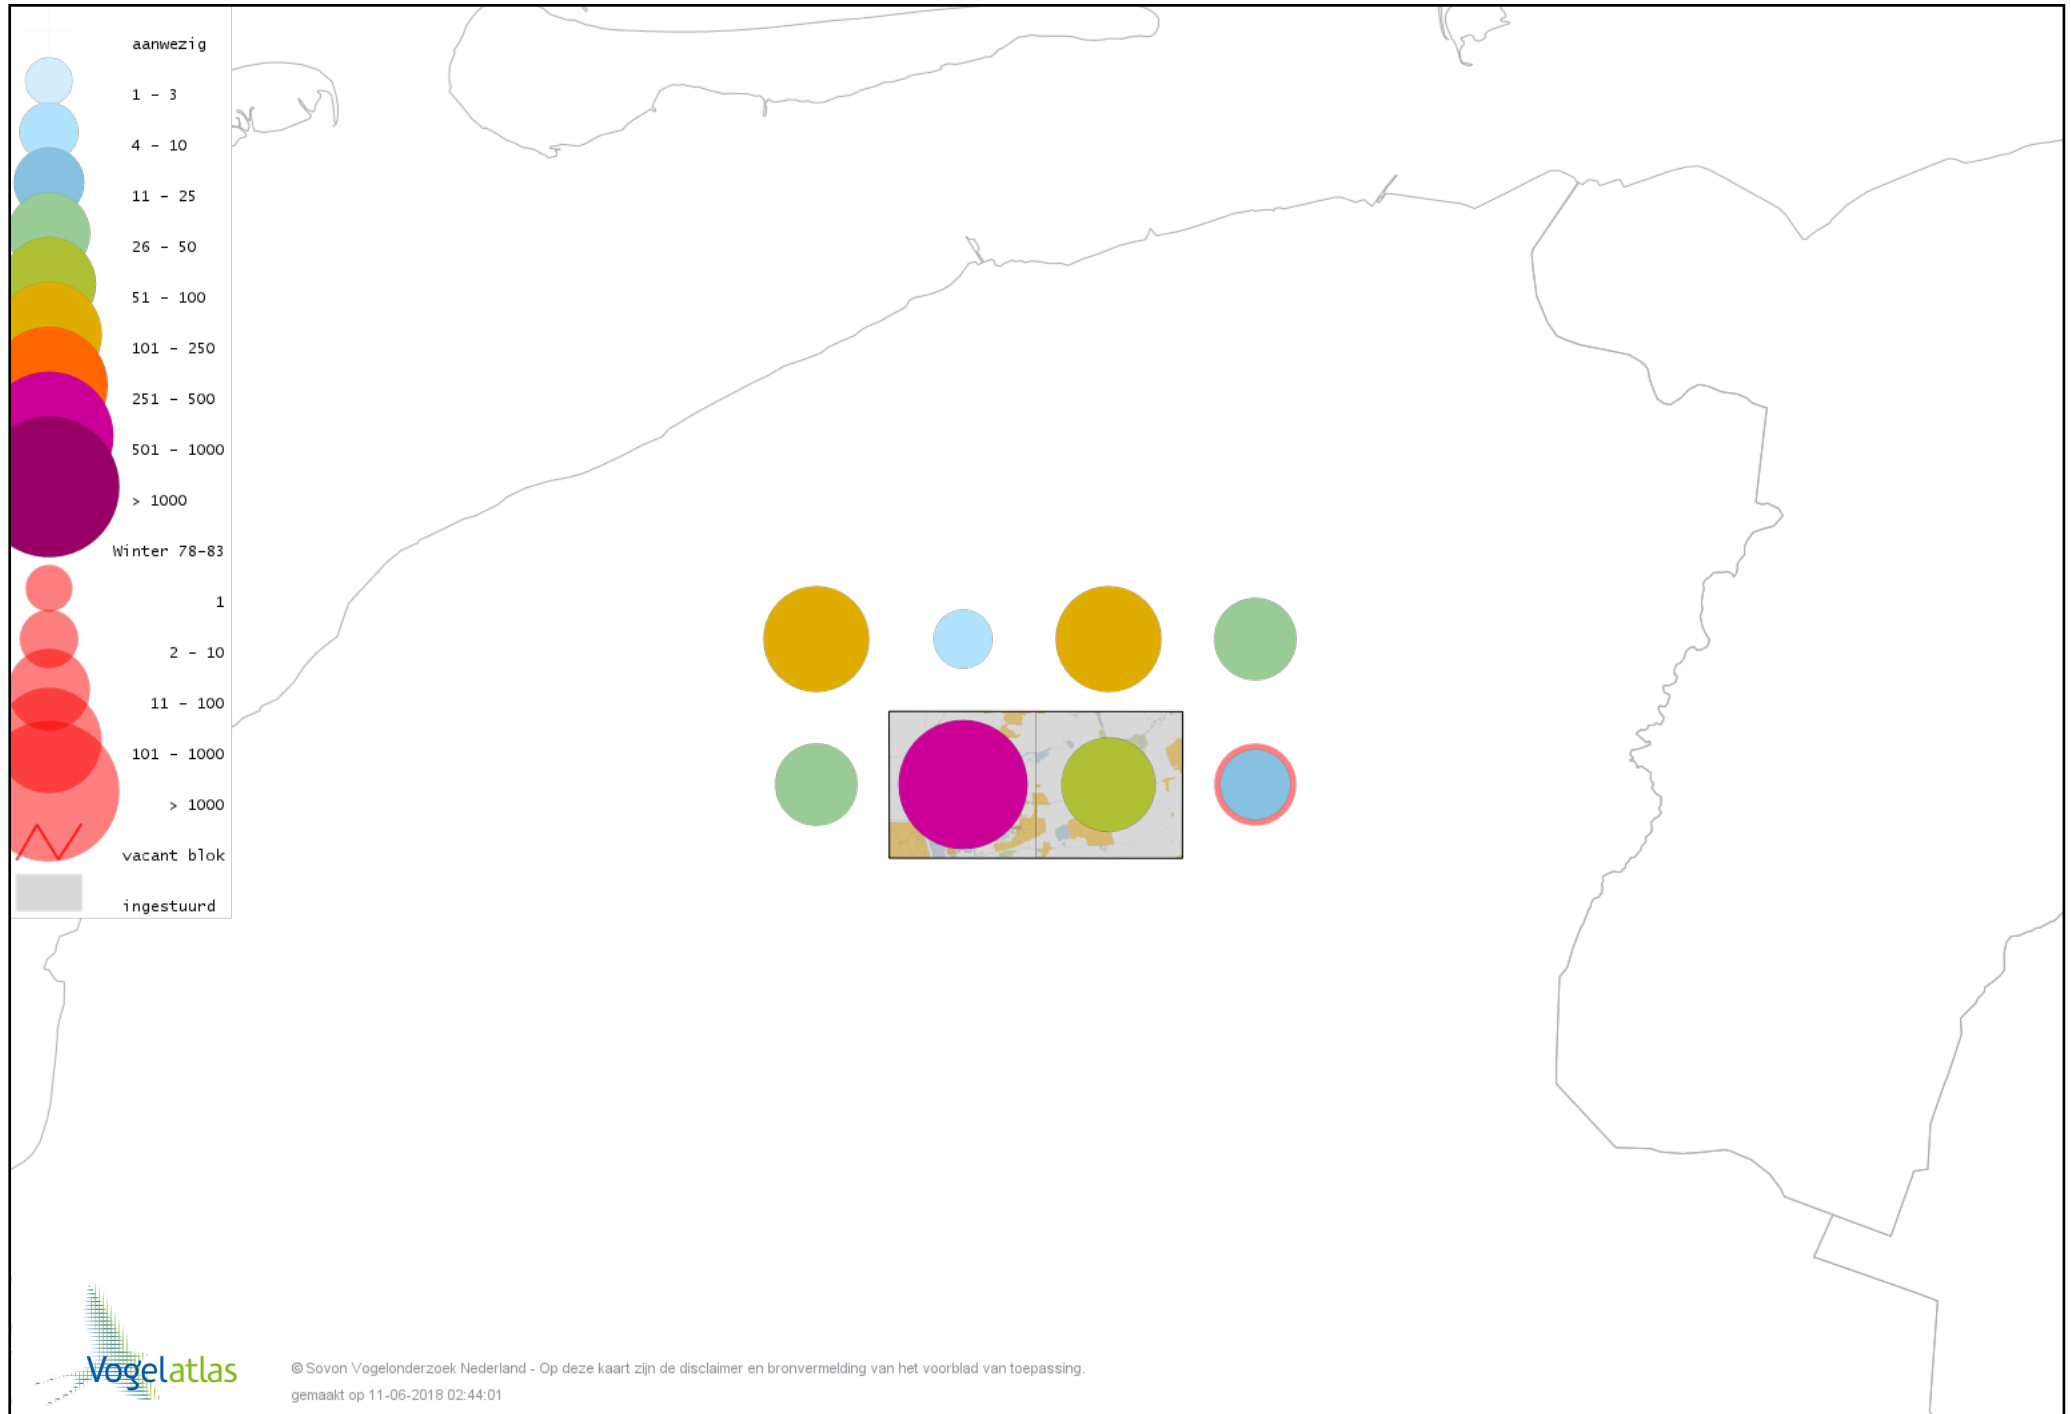 aanwezig
1 - 3
4 - 10
11 - 25
26 - 50
51 - 100
101 - 250
251 - 500
501 - 1000
> 1000
Winter 78-83
1
2 - 10
11 - 100
101 - 1000
> 1000
vacant blok
ingestuurd
Vogelatlas
© Sovon Vogelonderzoek Nederland - Op deze kaart zijn de disclaimer en bronvermelding van het voorblad van toepassing.
gemaakt op 11-06-2018 02:44:01